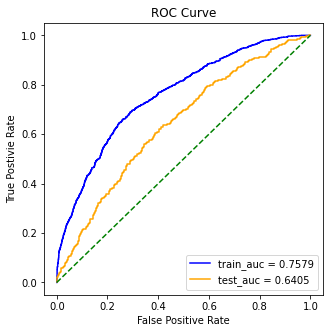 ROC Curve
True Postivie Rate
1.0
0.8
0.6
0.4
0.2
0.0
train_auc = 0.7579
test_auc = 0.6405
0.0 0.2 0.4 0.6 0.8 1.0
False Positive Rate